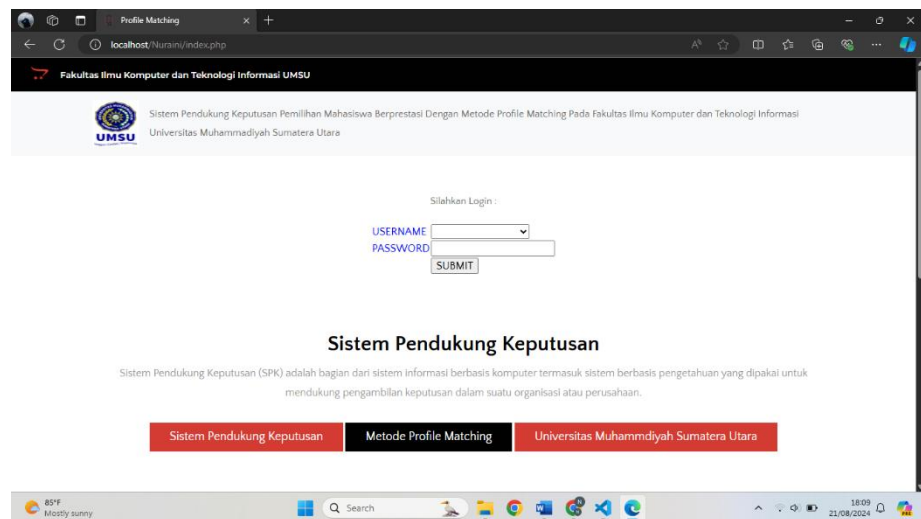 Profile Matching
localhost/Nuraini/index.php
Fakultas Ilmu Komputer dan Teknologi Informasi UMSU
Sistem Pendukung Keputusan Pemilihan Mahasiswa Berprestasi Dengan Metode Profile Matching Pada Fakultas Ilmu Komputer dan Teknologi Informasi
Universitas Muhammadiyah Sumatera Utara
UMSU
Silahkan Login :
USERNAME
PASSWORD
SUBMIT
Sistem Pendukung Keputusan
Sistem Pendukung Keputusan (SPK) adalah bagian dari sistem informasi berbasis komputer termasuk sistem berbasis pengetahuan yang dipakai untuk
mendukung pengambilan keputusan dalam suatu organisasi atau perusahaan.
Sistem Pendukung Keputusan
Metode Profile Matching
Universitas Muhammdiyah Sumatera Utara
85°F
Mostly sunny
Search
18:09
21/08/2024